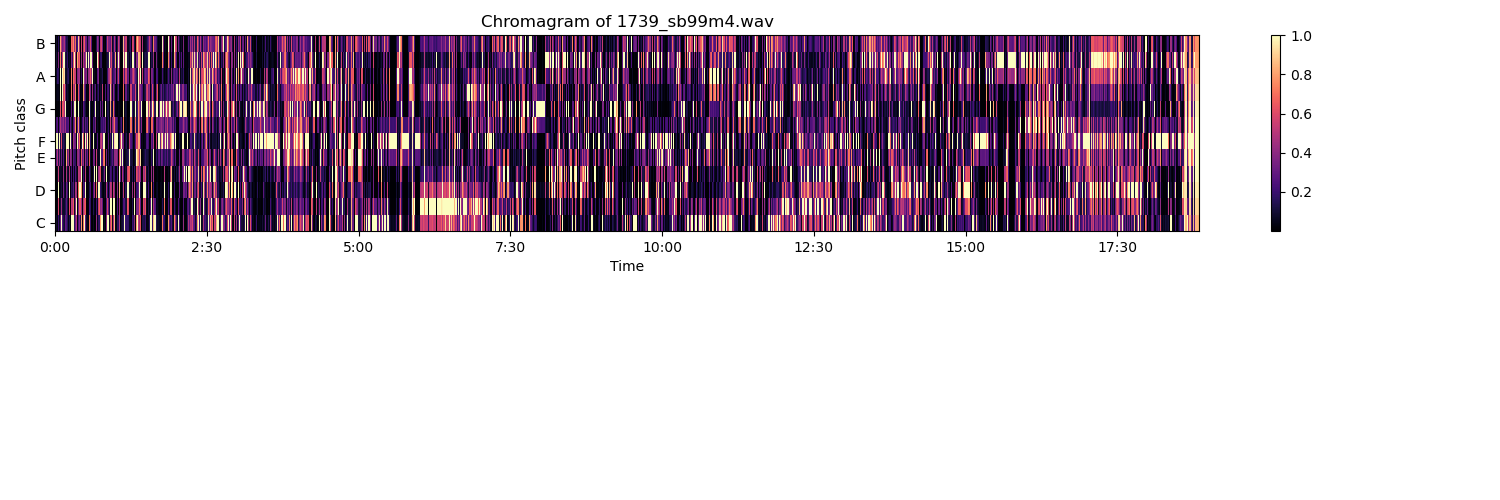 Chromagram of 1739_sb99m4.wav
Pitch class
B
A
G
F
E
D
C
0:00 2:30 5:00 7:30 10:00 12:30 15:00 17:30
Time
1.0
0.8
0.6
0.4
0.2